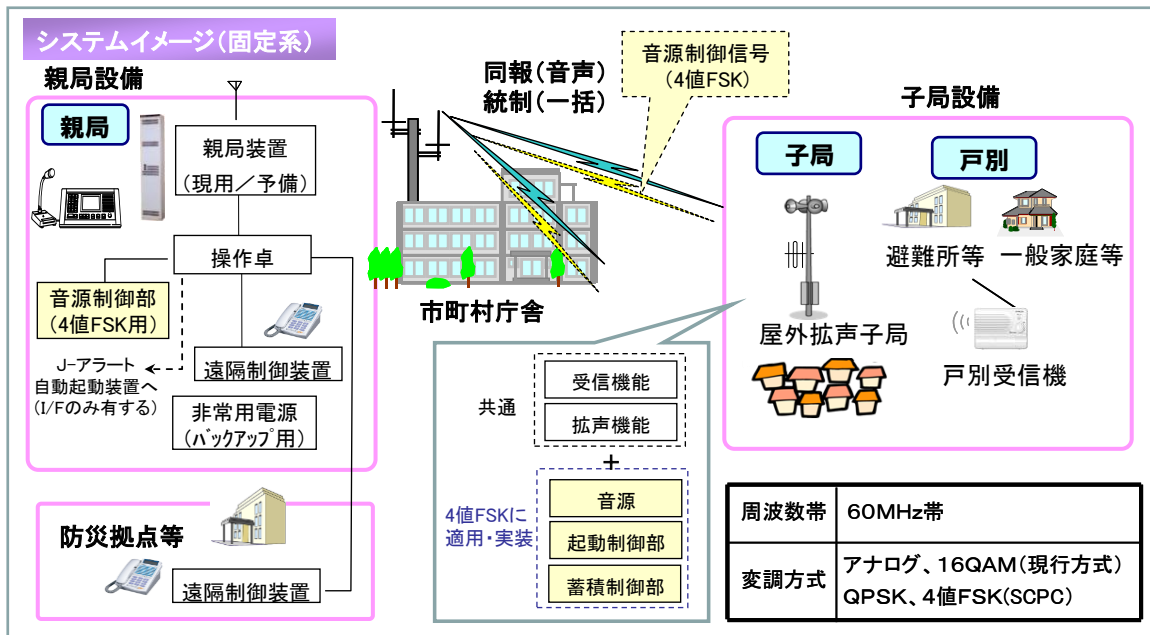 システムイメージ(固定系)
親局設備
親局
親局装置
(現用／予備)
操作卓
音源制御部
(4値FSK用)
J-アラート
自動起動装置へ
(I/Fのみ有する)
遠隔制御装置
非常用電源
(バックアップ用)
防災拠点等
遠隔制御装置
同報(音声)
統制(一括)
音源制御信号
(4値FSK)
市町村庁舎
共通
受信機能
拡声機能
+
4値FSKに
適用・実装
音源
起動制御部
蓄積制御部
子局設備
子局
戸別
避難所等
一般家庭等
屋外拡声子局
戸別受信機
周波数帯 60MHz帯
変調方式 アナログ、16QAM(現行方式)
QPSK、4値FSK(SCPC)